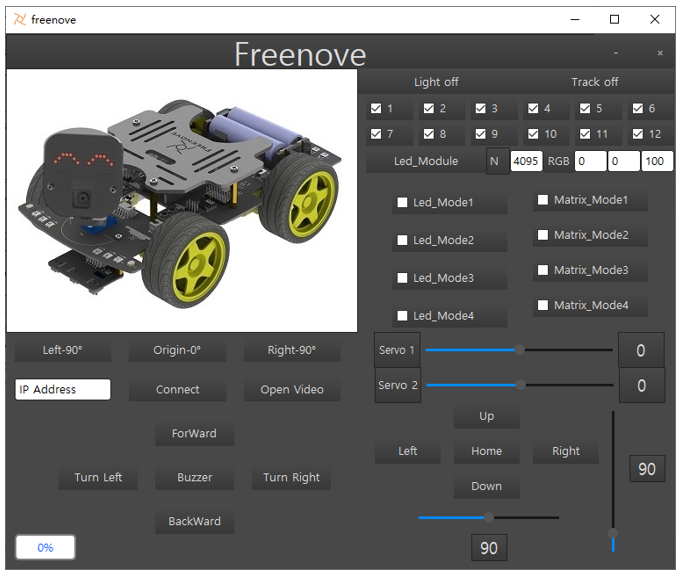 freenove
Freenove
Light off Track off
1 2 3 4 5 6
7 8 9 10 11 12
Led_Module N 4095 RGB 0 0 100
Led_Mode1 Matrix_Mode1
Led_Mode2 Matrix_Mode2
Led_Mode3 Matrix_Mode3
Led_Mode4 Matrix_Mode4
FREENOVE
Left-90° Origin-0° Right-90°
Servo 1 0
IP Address Connect Open Video
Servo 2 0
ForWard
Turn Left Buzzer Turn Right
BackWard
0%
Up
Left Home Right
Down
90
90